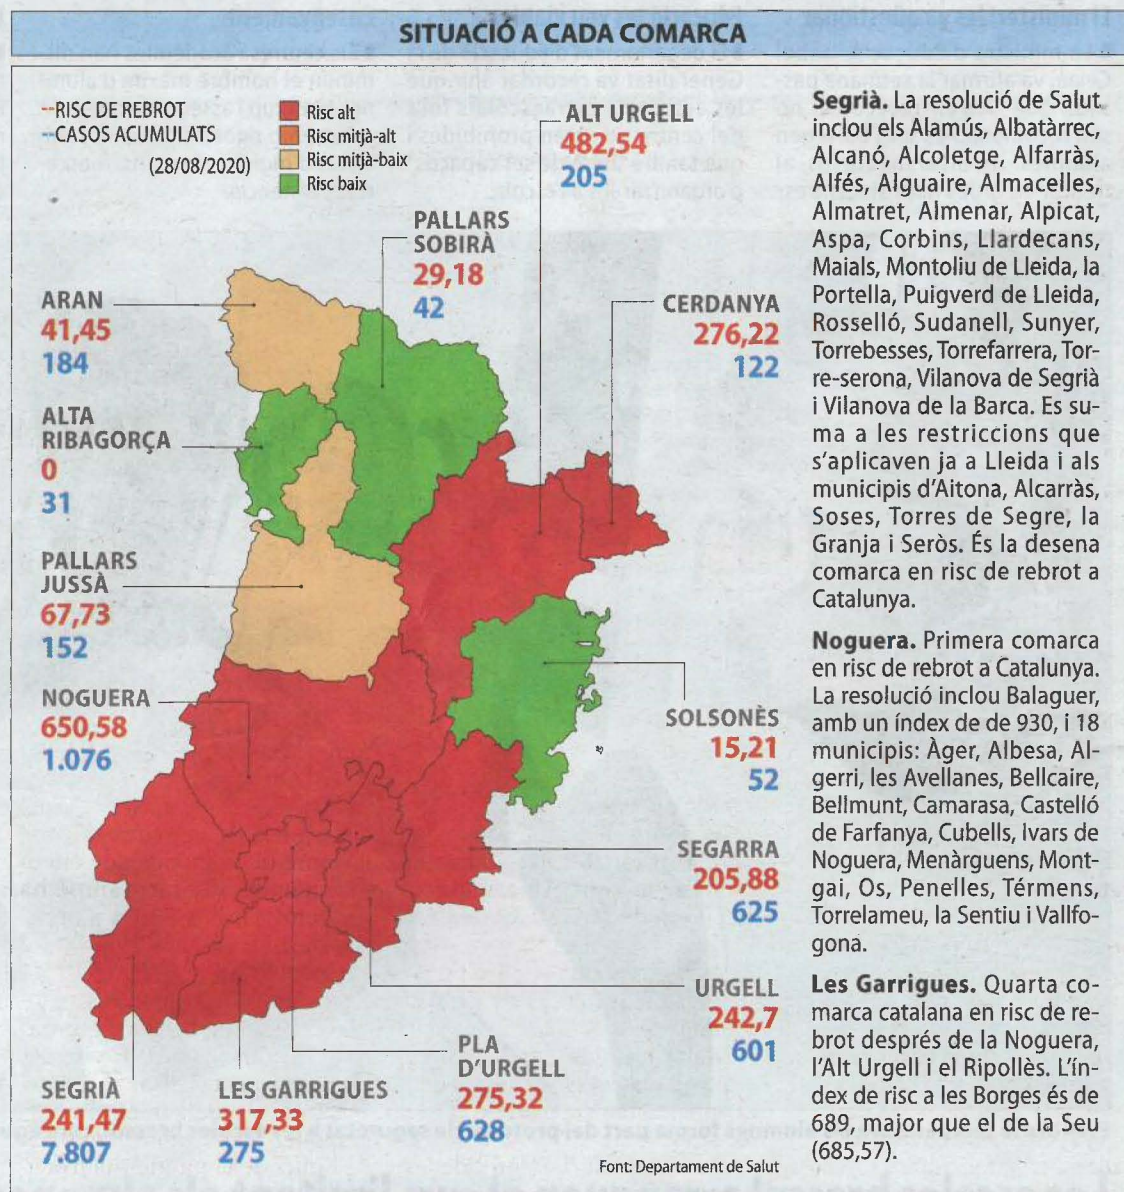 SITUACIÓ A CADA COMARCA
RISC DE REBROT
CASOS ACUMULATS
(28/08/2020)
Risc alt
Risc mitjà-alt
Risc mitjà-baix
Risc baix
ALT URGELL
482,54
205
PALLARS
SOBIRÀ
29,18
42
ARAN
41,45
184
CERDANYA
276,22
122
ALTA
RIBAGORÇA
0
31
PALLARS
JUSSÀ
67,73
152
NOGUERA
650,58
1.076
SOLSONÈS
15,21
52
SEGARRA
205,88
625
URGELL
242,7
601
PLA
D'URGELL
275,32
628
SEGRIÀ
241,47
7.807
LES GARRIGUES
317,33
275
Font: Departament de Salut
Segrià. La resolució de Salut
inclou els Alamús, Albatàrrec,
Alcanó, Alcoletge, Alfarràs,
Alfés, Alguaire, Almacelles,
Almatret, Almenar, Alpicat,
Aspa, Corbins, Llardecans,
Maials, Montoliu de Lleida, la
Portella, Puigverd de Lleida,
Rosselló, Sudanell, Sunyer,
Torrebesses, Torrefarrera, Tor-
re-serona, Vilanova de Segrià
i Vilanova de la Barca. Es su-
ma a les restriccions que
s'aplicaven ja a Lleida i als
municipis d'Aitona, Alcarràs,
Soses, Torres de Segre, la
Granja i Seròs. És la desena
comarca en risc de rebrot a
Catalunya.
Noguera. Primera comarca
en risc de rebrot a Catalunya.
La resolució inclou Balaguer,
amb un índex de de 930, i 18
municipis: Àger, Albesa, Al-
gerri, les Avellanes, Bellcaire,
Bellmunt, Camarasa, Castelló
de Farfanya, Cubells, Ivars de
Noguera, Menàrguens, Mont-
gai, Os, Penelles, Térmens,
Torrelameu, la Sentiu i Vallfo-
gona.
Les Garrigues. Quarta co-
marca catalana en risc de re-
brot després de la Noguera,
l'Alt Urgell i el Ripollès. L'ín-
dex de risc a les Borges és de
689, major que el de la Seu
(685,57).